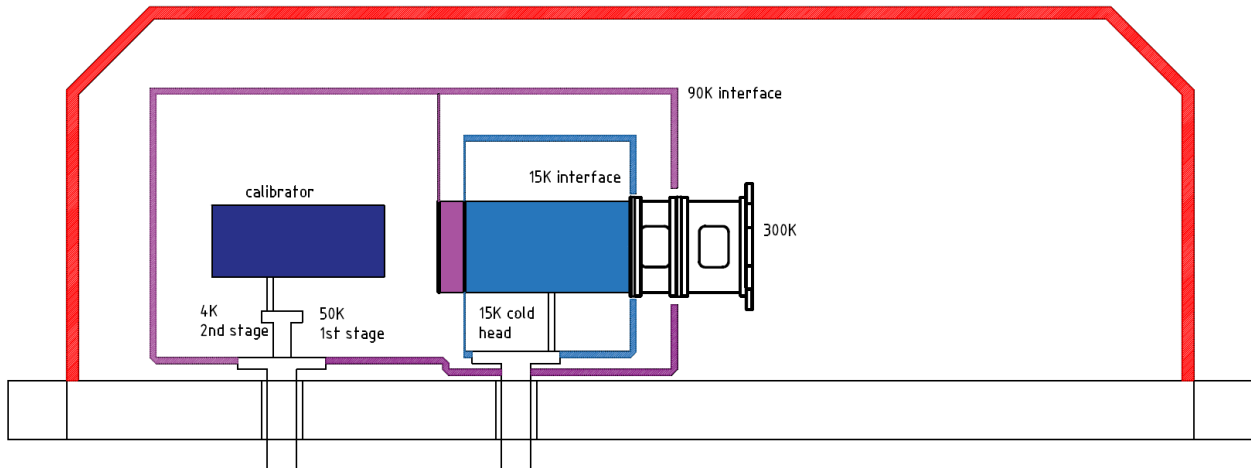 90K interface
15K interface
calibrator
300K
4K
2nd stage
50K
1st stage
15K cold
head